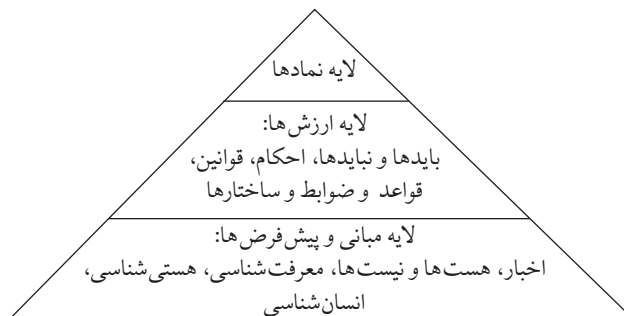 لایه نمادها
لایه ارزش‌ها:
بایدها و نبایدها، احکام، قوانین،
قواعد و ضوابط و ساختارها
لایه مبانی و پیش‌فرض‌ها:
اخبار، هست‌ها و نیست‌ها، معرفت‌شناسی، هستی‌شناسی،
انسان‌شناسی